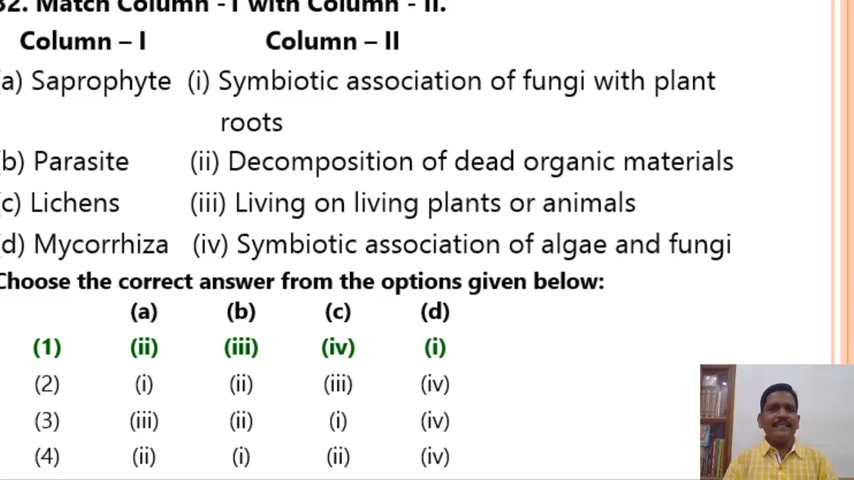 32. Match Column - I with Column - II.
Column – I Column – II
a) Saprophyte (i) Symbiotic association of fungi with plant
roots
b) Parasite (ii) Decomposition of dead organic materials
c) Lichens (iii) Living on living plants or animals
d) Mycorrhiza (iv) Symbiotic association of algae and fungi
Choose the correct answer from the options given below:
(a) (b) (c) (d)
(1) (ii) (iii) (iv) (i)
(2) (i) (ii) (iii) (iv)
(3) (iii) (ii) (i) (iv)
(4) (ii) (i) (ii) (iv)